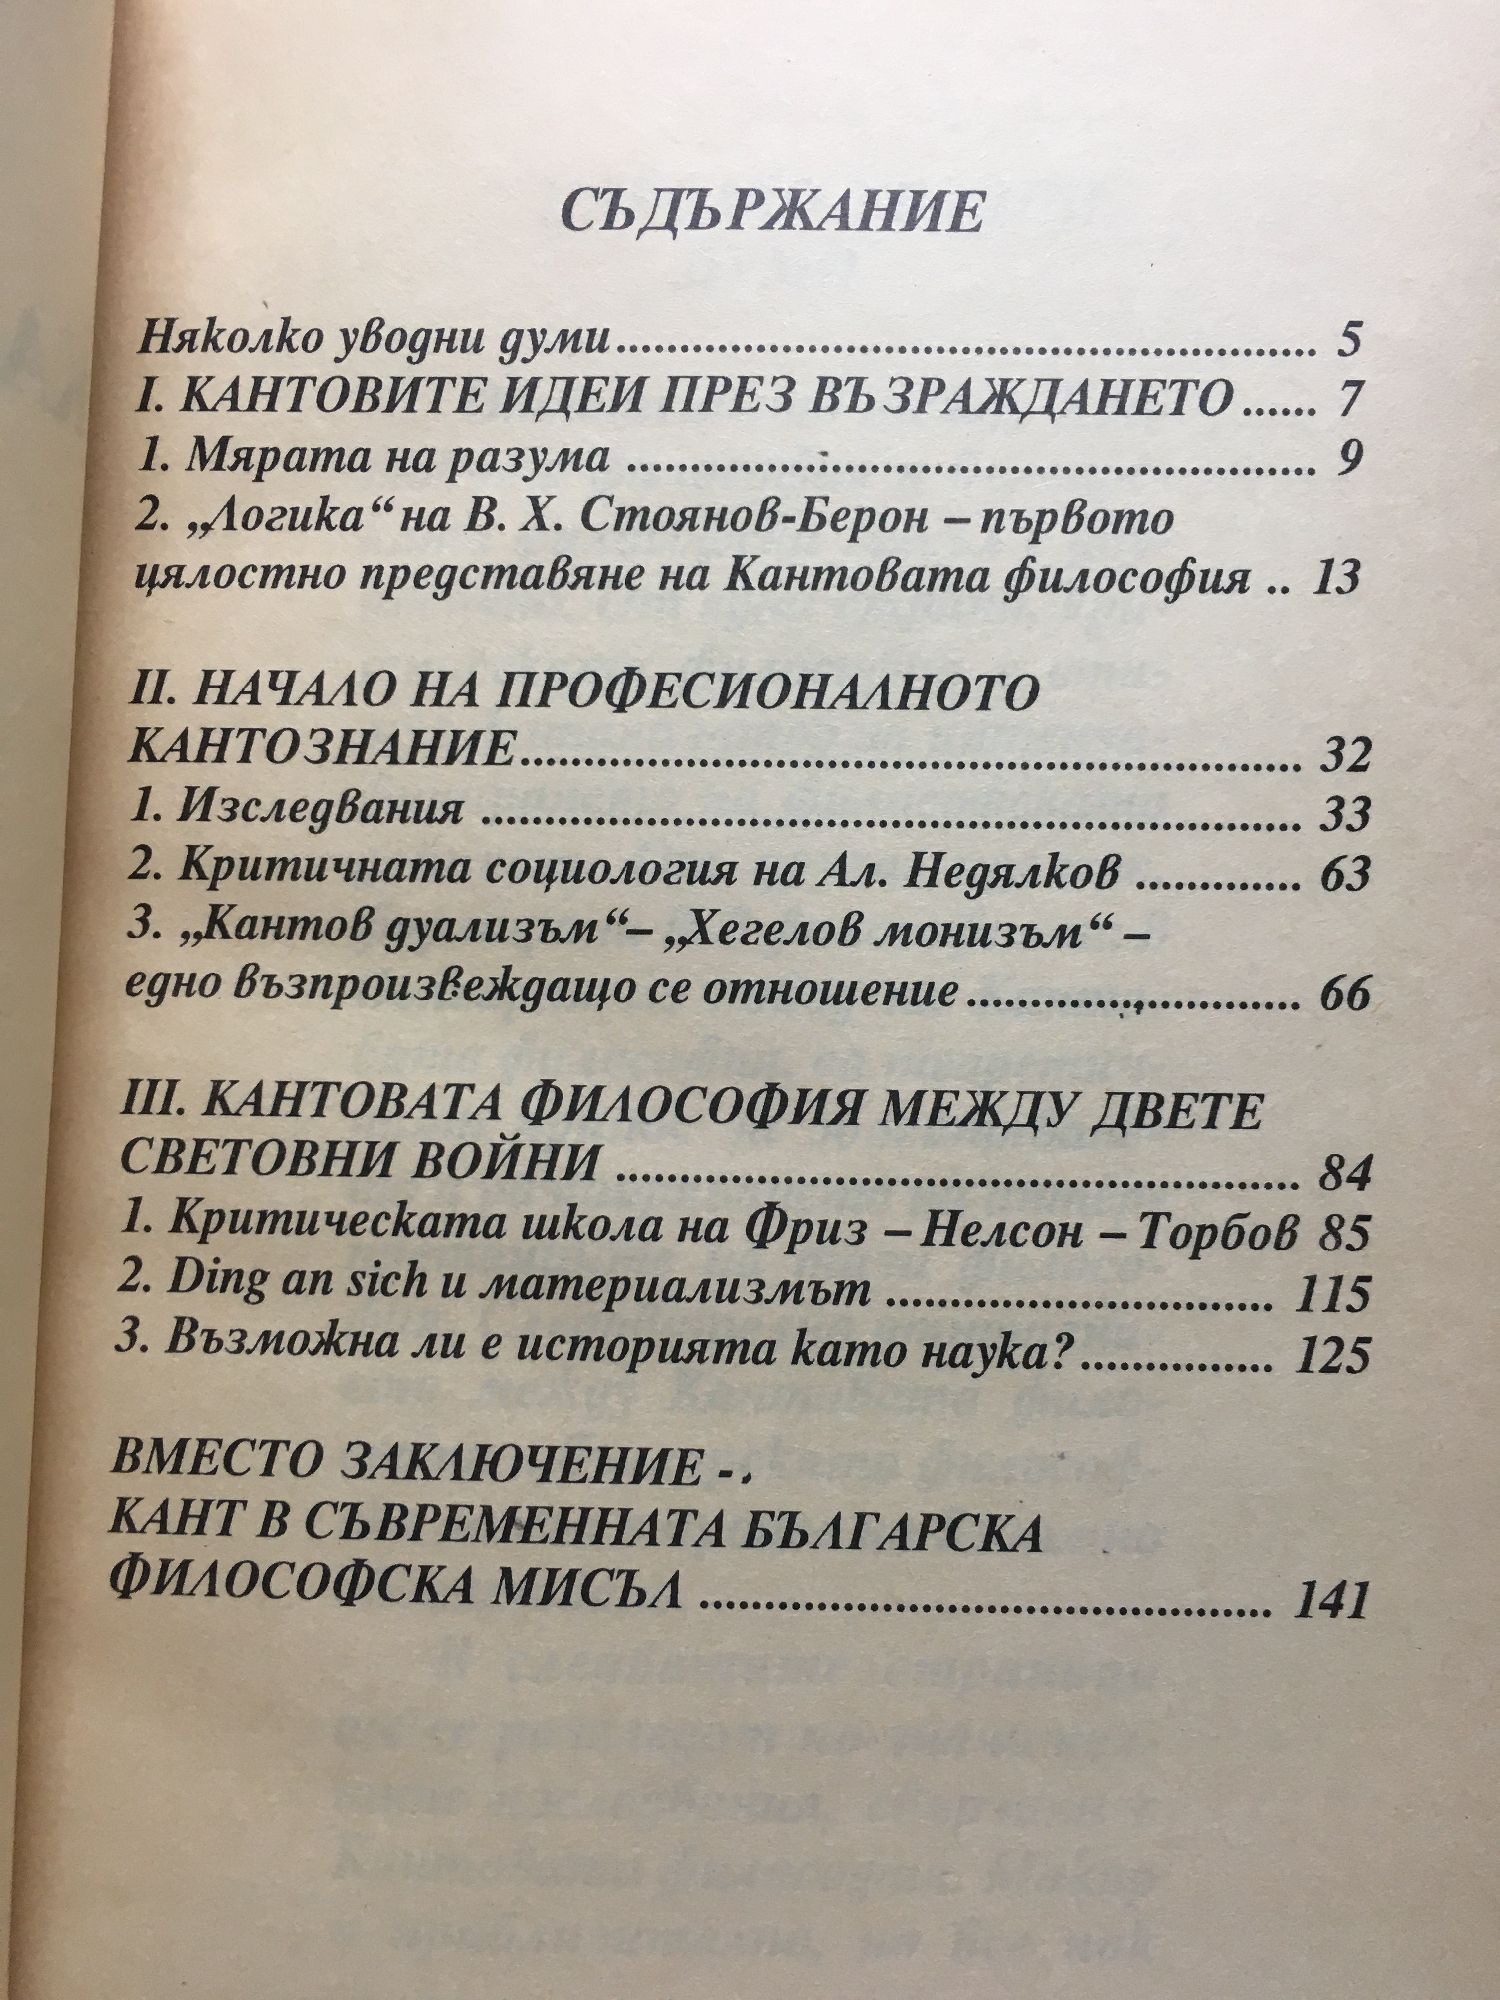 СЪДЪРЖАНИЕ
Няколко уводни думи........................................................ 5
I. КАНТОВИТЕ ИДЕИ ПРЕЗ ВЪЗРАЖДАНЕТО...... 7
1. Мярата на разума ....................................................... 9
2. „Логика“ на В. Х. Стоянов-Берон – първото
цялостно представяне на Кантовата философия .. 13
II. НАЧАЛО НА ПРОФЕСИОНАЛНОТО
КАНТОЗНАНИЕ.............................................................. 32
1. Изследвания ................................................................. 33
2. Критичната социология на Ал. Недялков ............. 63
3. „Кантов дуализъм“– „Хегелов монизъм“ –
едно възпроизвеждащо се отношение.......................... 66
III. КАНТОВАТА ФИЛОСОФИЯ МЕЖДУ ДВЕТЕ
СВЕТОВНИ ВОЙНИ ...................................................... 84
1. Критическата школа на Фриз – Нелсон – Торбов 85
2. Ding an sich и материализмът ............................... 115
3. Възможна ли е историята като наука?............... 125
ВМЕСТО ЗАКЛЮЧЕНИЕ -
КАНТ В СЪВРЕМЕННАТА БЪЛГАРСКА
ФИЛОСОФСКА МИСЪЛ ............................................. 141